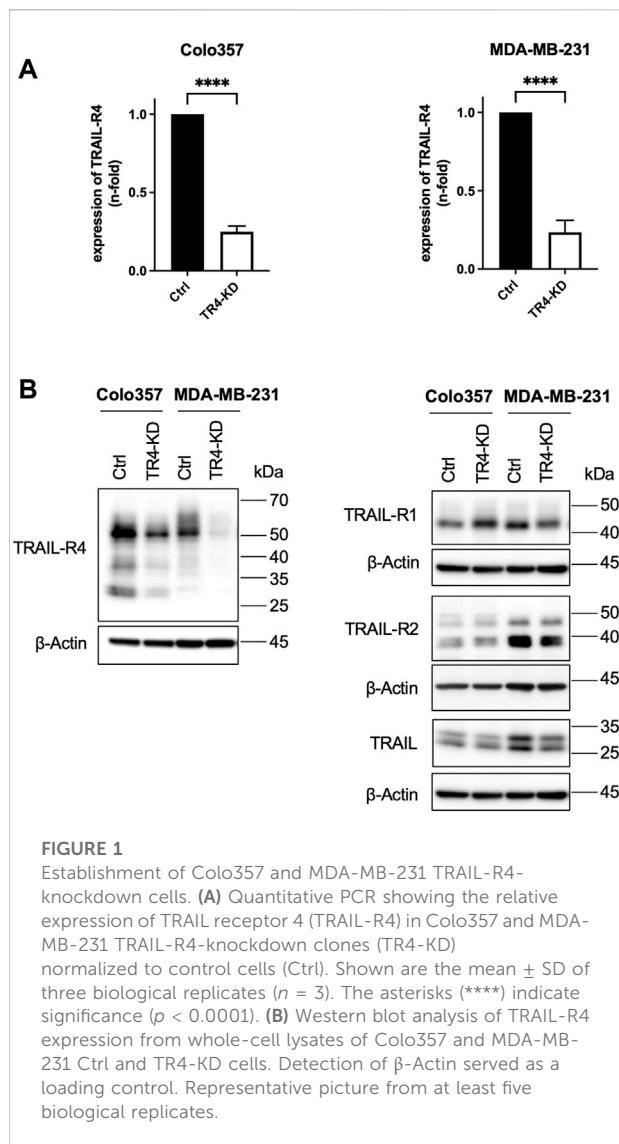 A
Colo357
****
expression of TRAIL-R4
(n-fold)
1.0
0.5
0.0
Ctrl
TR4-KD
MDA-MB-231
****
expression of TRAIL-R4
(n-fold)
1.0
0.5
0.0
Ctrl
TR4-KD
B
Colo357 MDA-MB-231
Ctrl
TR4-KD
Ctrl
TR4-KD
kDa
TRAIL-R4
70
50
40
35
25
β-Actin
45
Colo357 MDA-MB-231
Ctrl
TR4-KD
Ctrl
TR4-KD
kDa
TRAIL-R1
50
40
β-Actin
45
TRAIL-R2
50
40
β-Actin
45
TRAIL
35
25
β-Actin
45
FIGURE 1
Establishment of Colo357 and MDA-MB-231 TRAIL-R4-
knockdown cells. (A) Quantitative PCR showing the relative
expression of TRAIL receptor 4 (TRAIL-R4) in Colo357 and MDA-
MB-231 TRAIL-R4-knockdown clones (TR4-KD)
normalized to control cells (Ctrl). Shown are the mean ± SD of
three biological replicates (n = 3). The asterisks (****) indicate
significance (p < 0.0001). (B) Western blot analysis of TRAIL-R4
expression from whole-cell lysates of Colo357 and MDA-MB-
231 Ctrl and TR4-KD cells. Detection of β-Actin served as a
loading control. Representative picture from at least five
biological replicates.